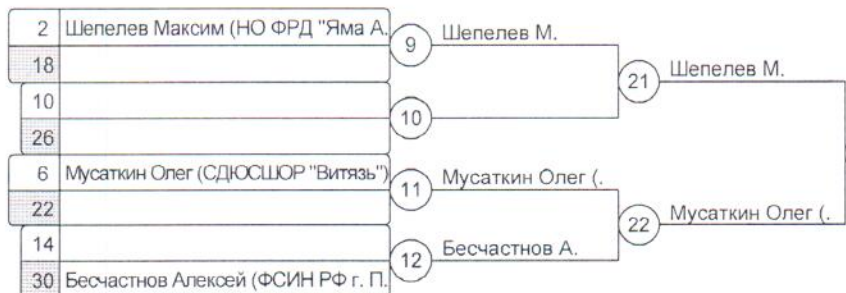 2 Шепелев Максим (НО ФРД "Яма А.
18
10
26
6 Мусаткин Олег (СДЮСШОР "Витязь")
22
14
30 Бесчастнов Алексей (ФСИН РФ г. П.
9 Шепелев М.
10
11 Мусаткин Олег (.
12 Бесчастнов А.
21 Шепелев М.
22 Мусаткин Олег (.